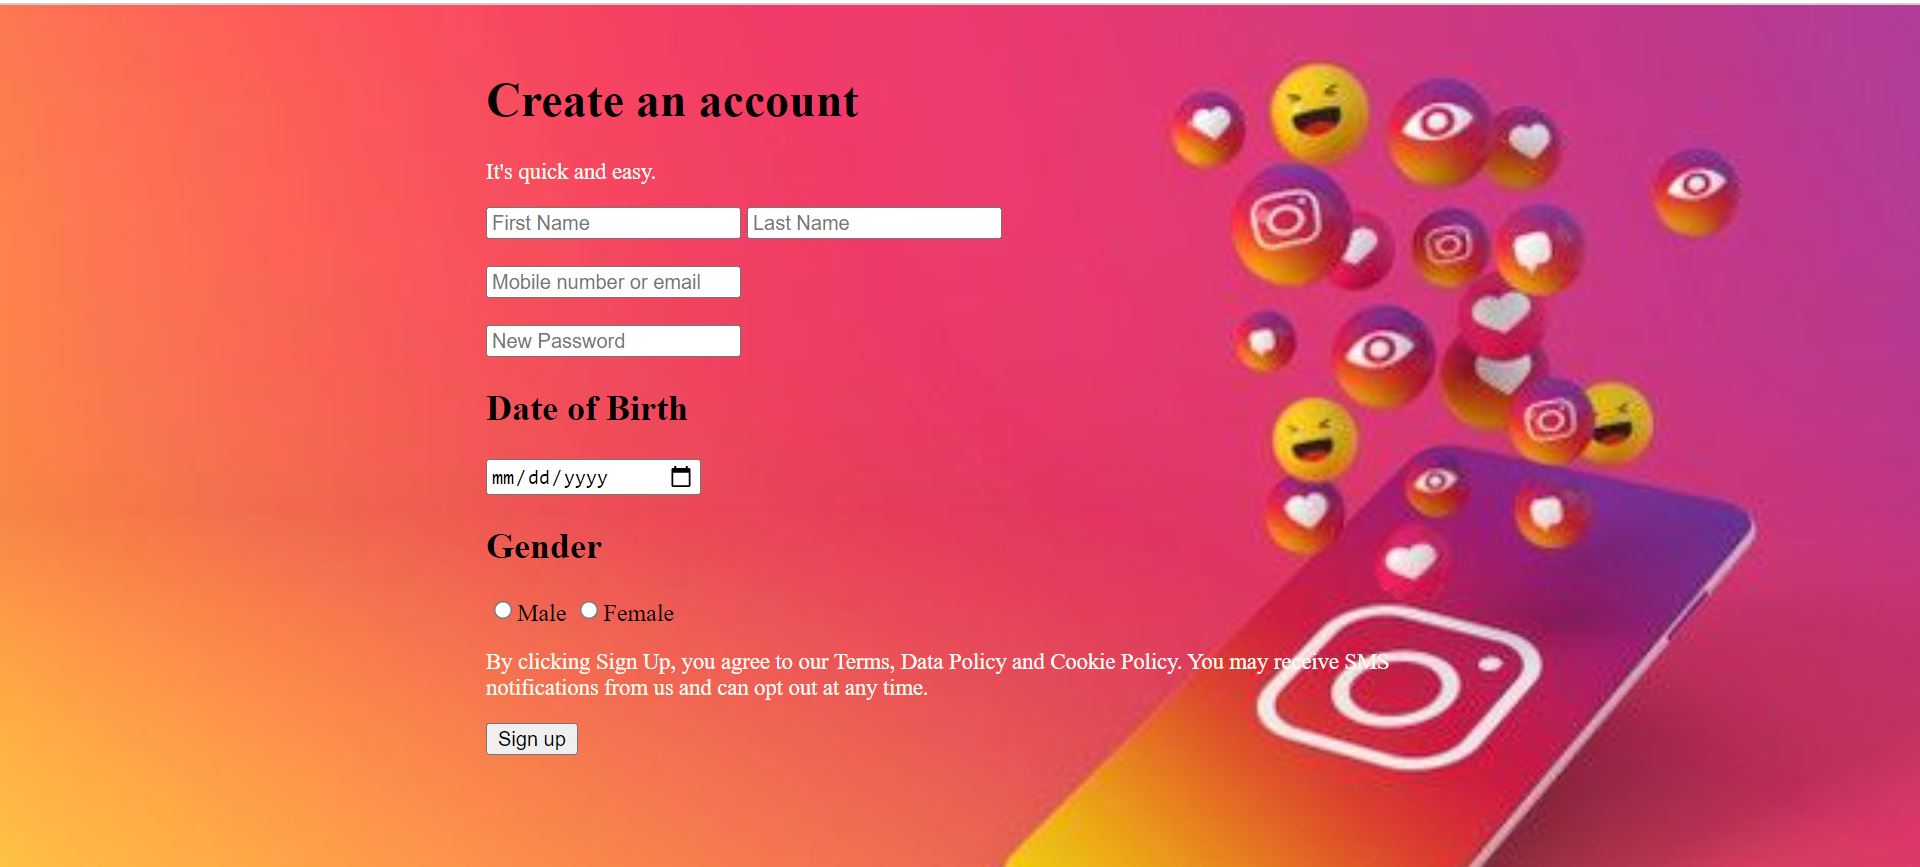 Create an account
It's quick and easy.
First Name Last Name
Mobile number or email
New Password
Date of Birth
mm/dd/yyyy
Gender
Male Female
By clicking Sign Up, you agree to our Terms, Data Policy and Cookie Policy. You may receive SMS
notifications from us and can opt out at any time.
Sign up